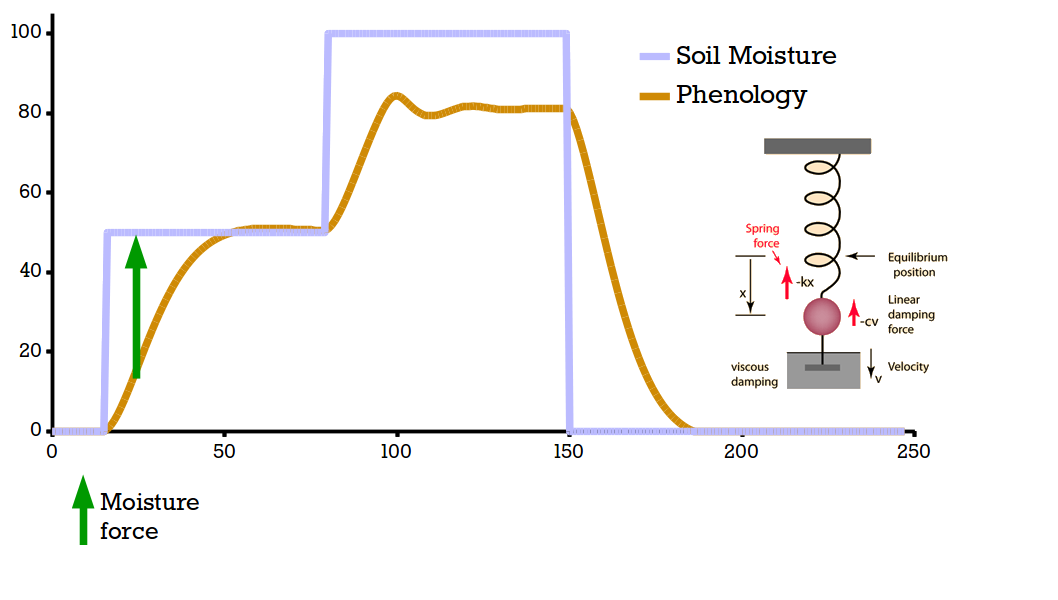 100
80
60
40
20
0
0 50 100 150 200 250
Soil Moisture
Phenology
Moisture
force
Spring
force
-kx
x
Equilibrium
position
Linear
damping
force
-cv
viscous
damping
Velocity
v